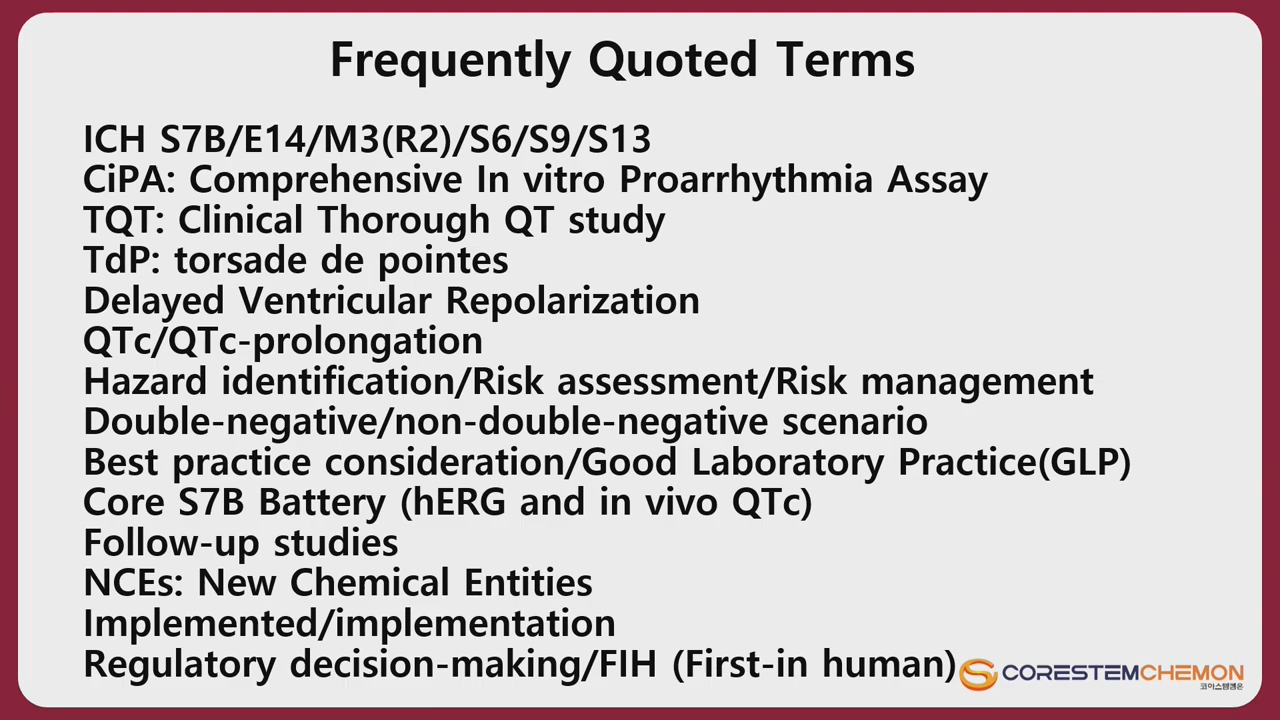 Frequently Quoted Terms
ICH S7B/E14/M3(R2)/S6/S9/S13
CiPA: Comprehensive In vitro Proarrhythmia Assay
TQT: Clinical Thorough QT study
TdP: torsade de pointes
Delayed Ventricular Repolarization
QTc/QTc-prolongation
Hazard identification/Risk assessment/Risk management
Double-negative/non-double-negative scenario
Best practice consideration/Good Laboratory Practice(GLP)
Core S7B Battery (hERG and in vivo QTc)
Follow-up studies
NCEs: New Chemical Entities
Implemented/implementation
Regulatory decision-making/FIH (First-in human)
CORESTEMCHEMON
코아스템켐온